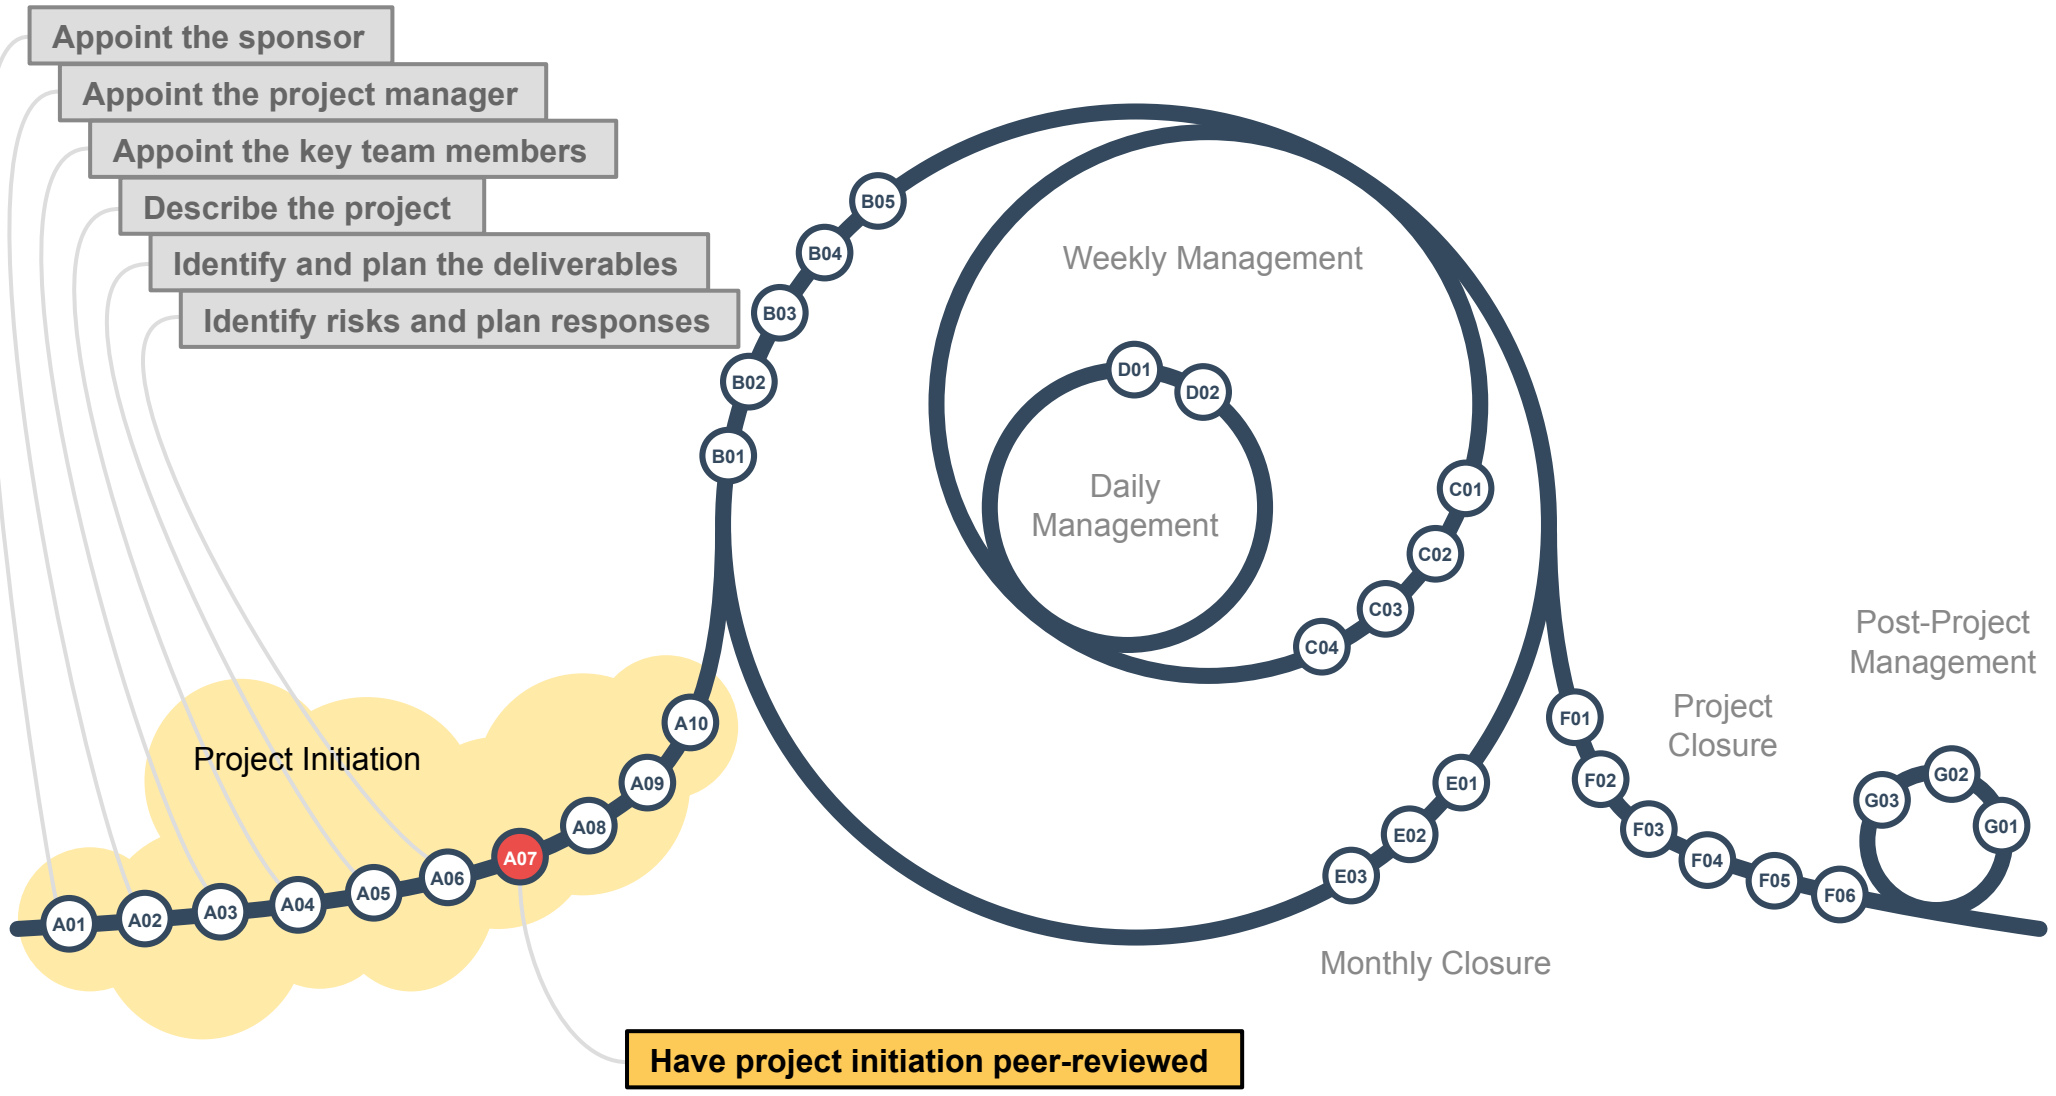 Appoint the sponsor
Appoint the project manager
Appoint the key team members
Describe the project
Identify and plan the deliverables
Identify risks and plan responses
B05
B04
B03
B02
B01
Weekly Management
D01
D02
Daily
Management
C01
C02
C03
C04
Project Initiation
A01
A02
A03
A04
A05
A06
A07
A08
A09
A10
E01
E02
E03
Monthly Closure
Project
Closure
F01
F02
F03
F04
F05
F06
Post-Project
Management
G03
G02
G01
Have project initiation peer-reviewed